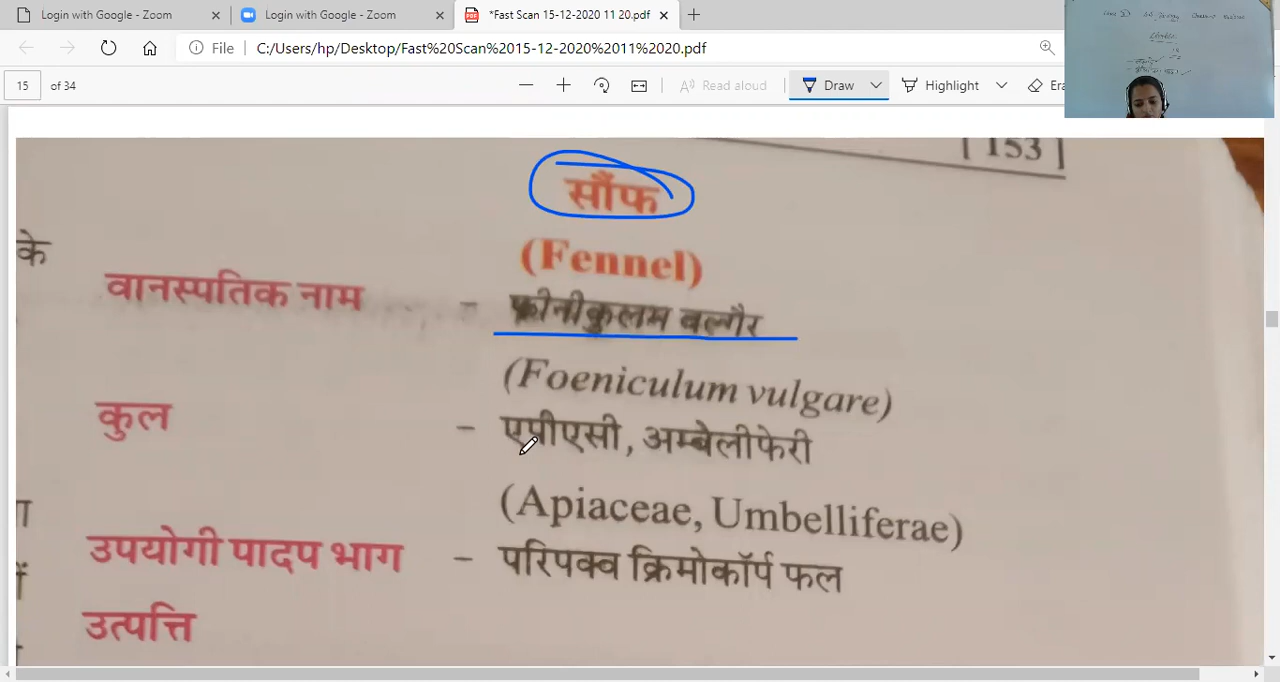 Login with Google - Zoom
Login with Google - Zoom
*Fast Scan 15-12-2020 11 20.pdf
File C:/Users/hp/Desktop/Fast%20Scan%2015-12-2020%2011%2020.pdf
15 of 34
Read aloud Draw Highlight Era
[ 153 ]
सौंफ
(Fennel)
के
वानस्पतिक नाम - फीनीकुलम वल्गैर
(Foeniculum vulgare)
कुल - एपीएसी, अम्बेलीफेरी
(Apiaceae, Umbelliferae)
उपयोगी पादप भाग - परिपक्व क्रिमोकॉर्प फल
उत्पत्ति